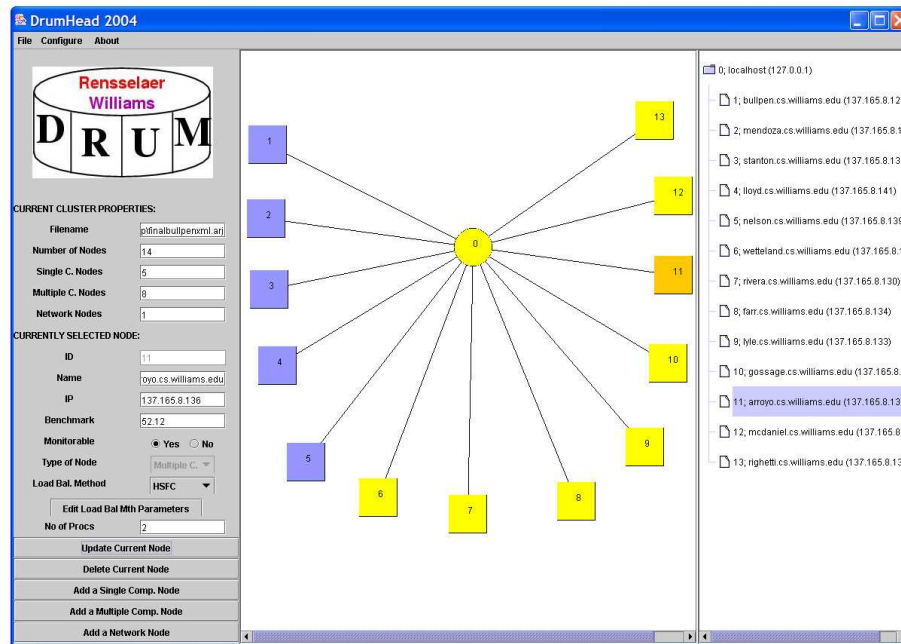 DrumHead 2004
File Configure About
Rensselaer
Williams
DRUM
CURRENT CLUSTER PROPERTIES:
Filename p\finalbullpenxml.arj
Number of Nodes 14
Single C. Nodes 5
Multiple C. Nodes 8
Network Nodes 1
CURRENTLY SELECTED NODE:
ID 11
Name oyo.cs.williams.edu
IP 137.165.8.136
Benchmark 52.12
Monitorable Yes No
Type of Node Multiple C.
Load Bal. Method HSFC
Edit Load Bal Mth Parameters
No of Procs 2
Update Current Node
Delete Current Node
Add a Single Comp. Node
Add a Multiple Comp. Node
Add a Network Node
13
1
12
2
0
11
3
10
4
9
5
6
8
7
0; localhost (127.0.0.1)
1; bullpen.cs.williams.edu (137.165.8.12
2; mendoza.cs.williams.edu (137.165.8.1
3; stanton.cs.williams.edu (137.165.8.13
4; lloyd.cs.williams.edu (137.165.8.141)
5; nelson.cs.williams.edu (137.165.8.139
6; wetteland.cs.williams.edu (137.165.8.1
7; rivera.cs.williams.edu (137.165.8.130)
8; farr.cs.williams.edu (137.165.8.134)
9; lyle.cs.williams.edu (137.165.8.133)
10; gossage.cs.williams.edu (137.165.8.
11; arroyo.cs.williams.edu (137.165.8.13
12; mcdaniel.cs.williams.edu (137.165.8
13; righetti.cs.williams.edu (137.165.8.13